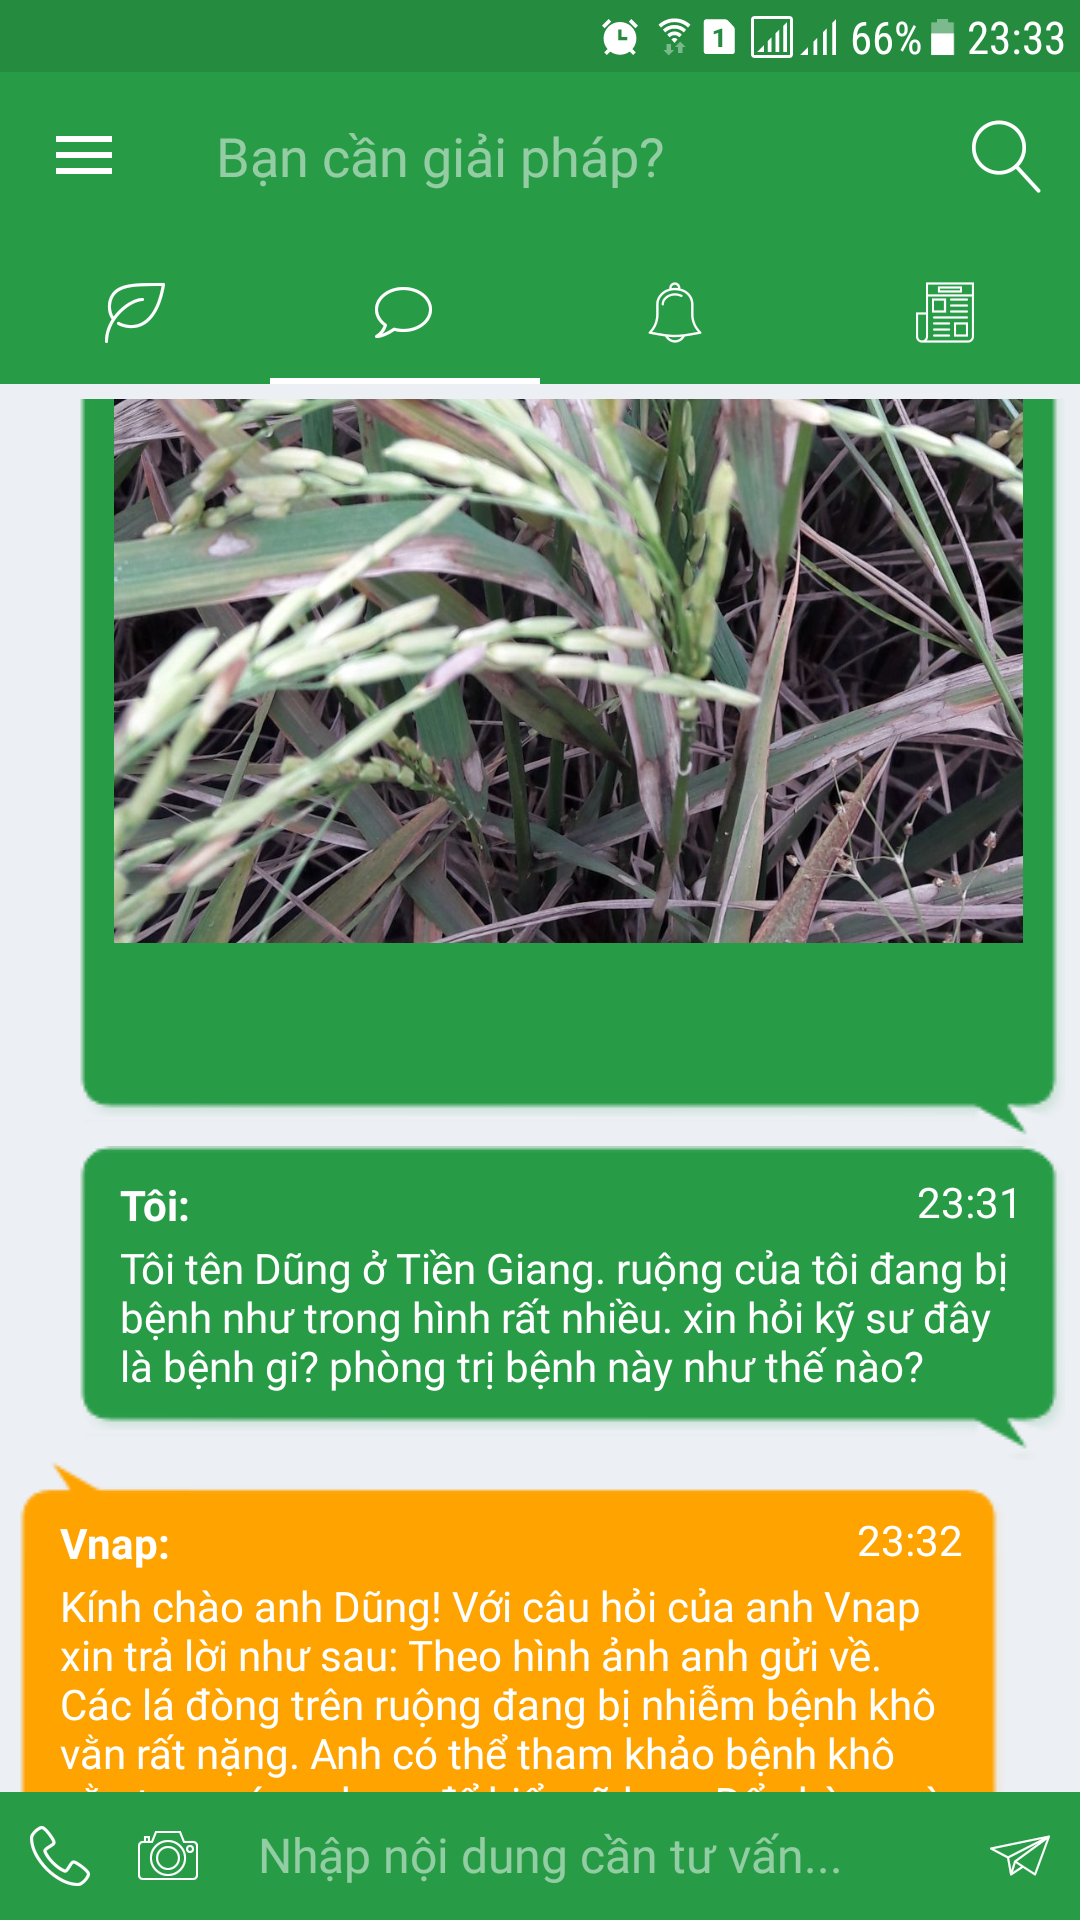 66% 23:33
Bạn cần giải pháp?
Tôi: 23:31
Tôi tên Dũng ở Tiền Giang. ruộng của tôi đang bị
bệnh như trong hình rất nhiều. xin hỏi kỹ sư đây
là bệnh gi? phòng trị bệnh này như thế nào?
Vnap: 23:32
Kính chào anh Dũng! Với câu hỏi của anh Vnap
xin trả lời như sau: Theo hình ảnh anh gửi về.
Các lá đòng trên ruộng đang bị nhiễm bệnh khô
vằn rất nặng. Anh có thể tham khảo bệnh khô
Nhập nội dung cần tư vấn...